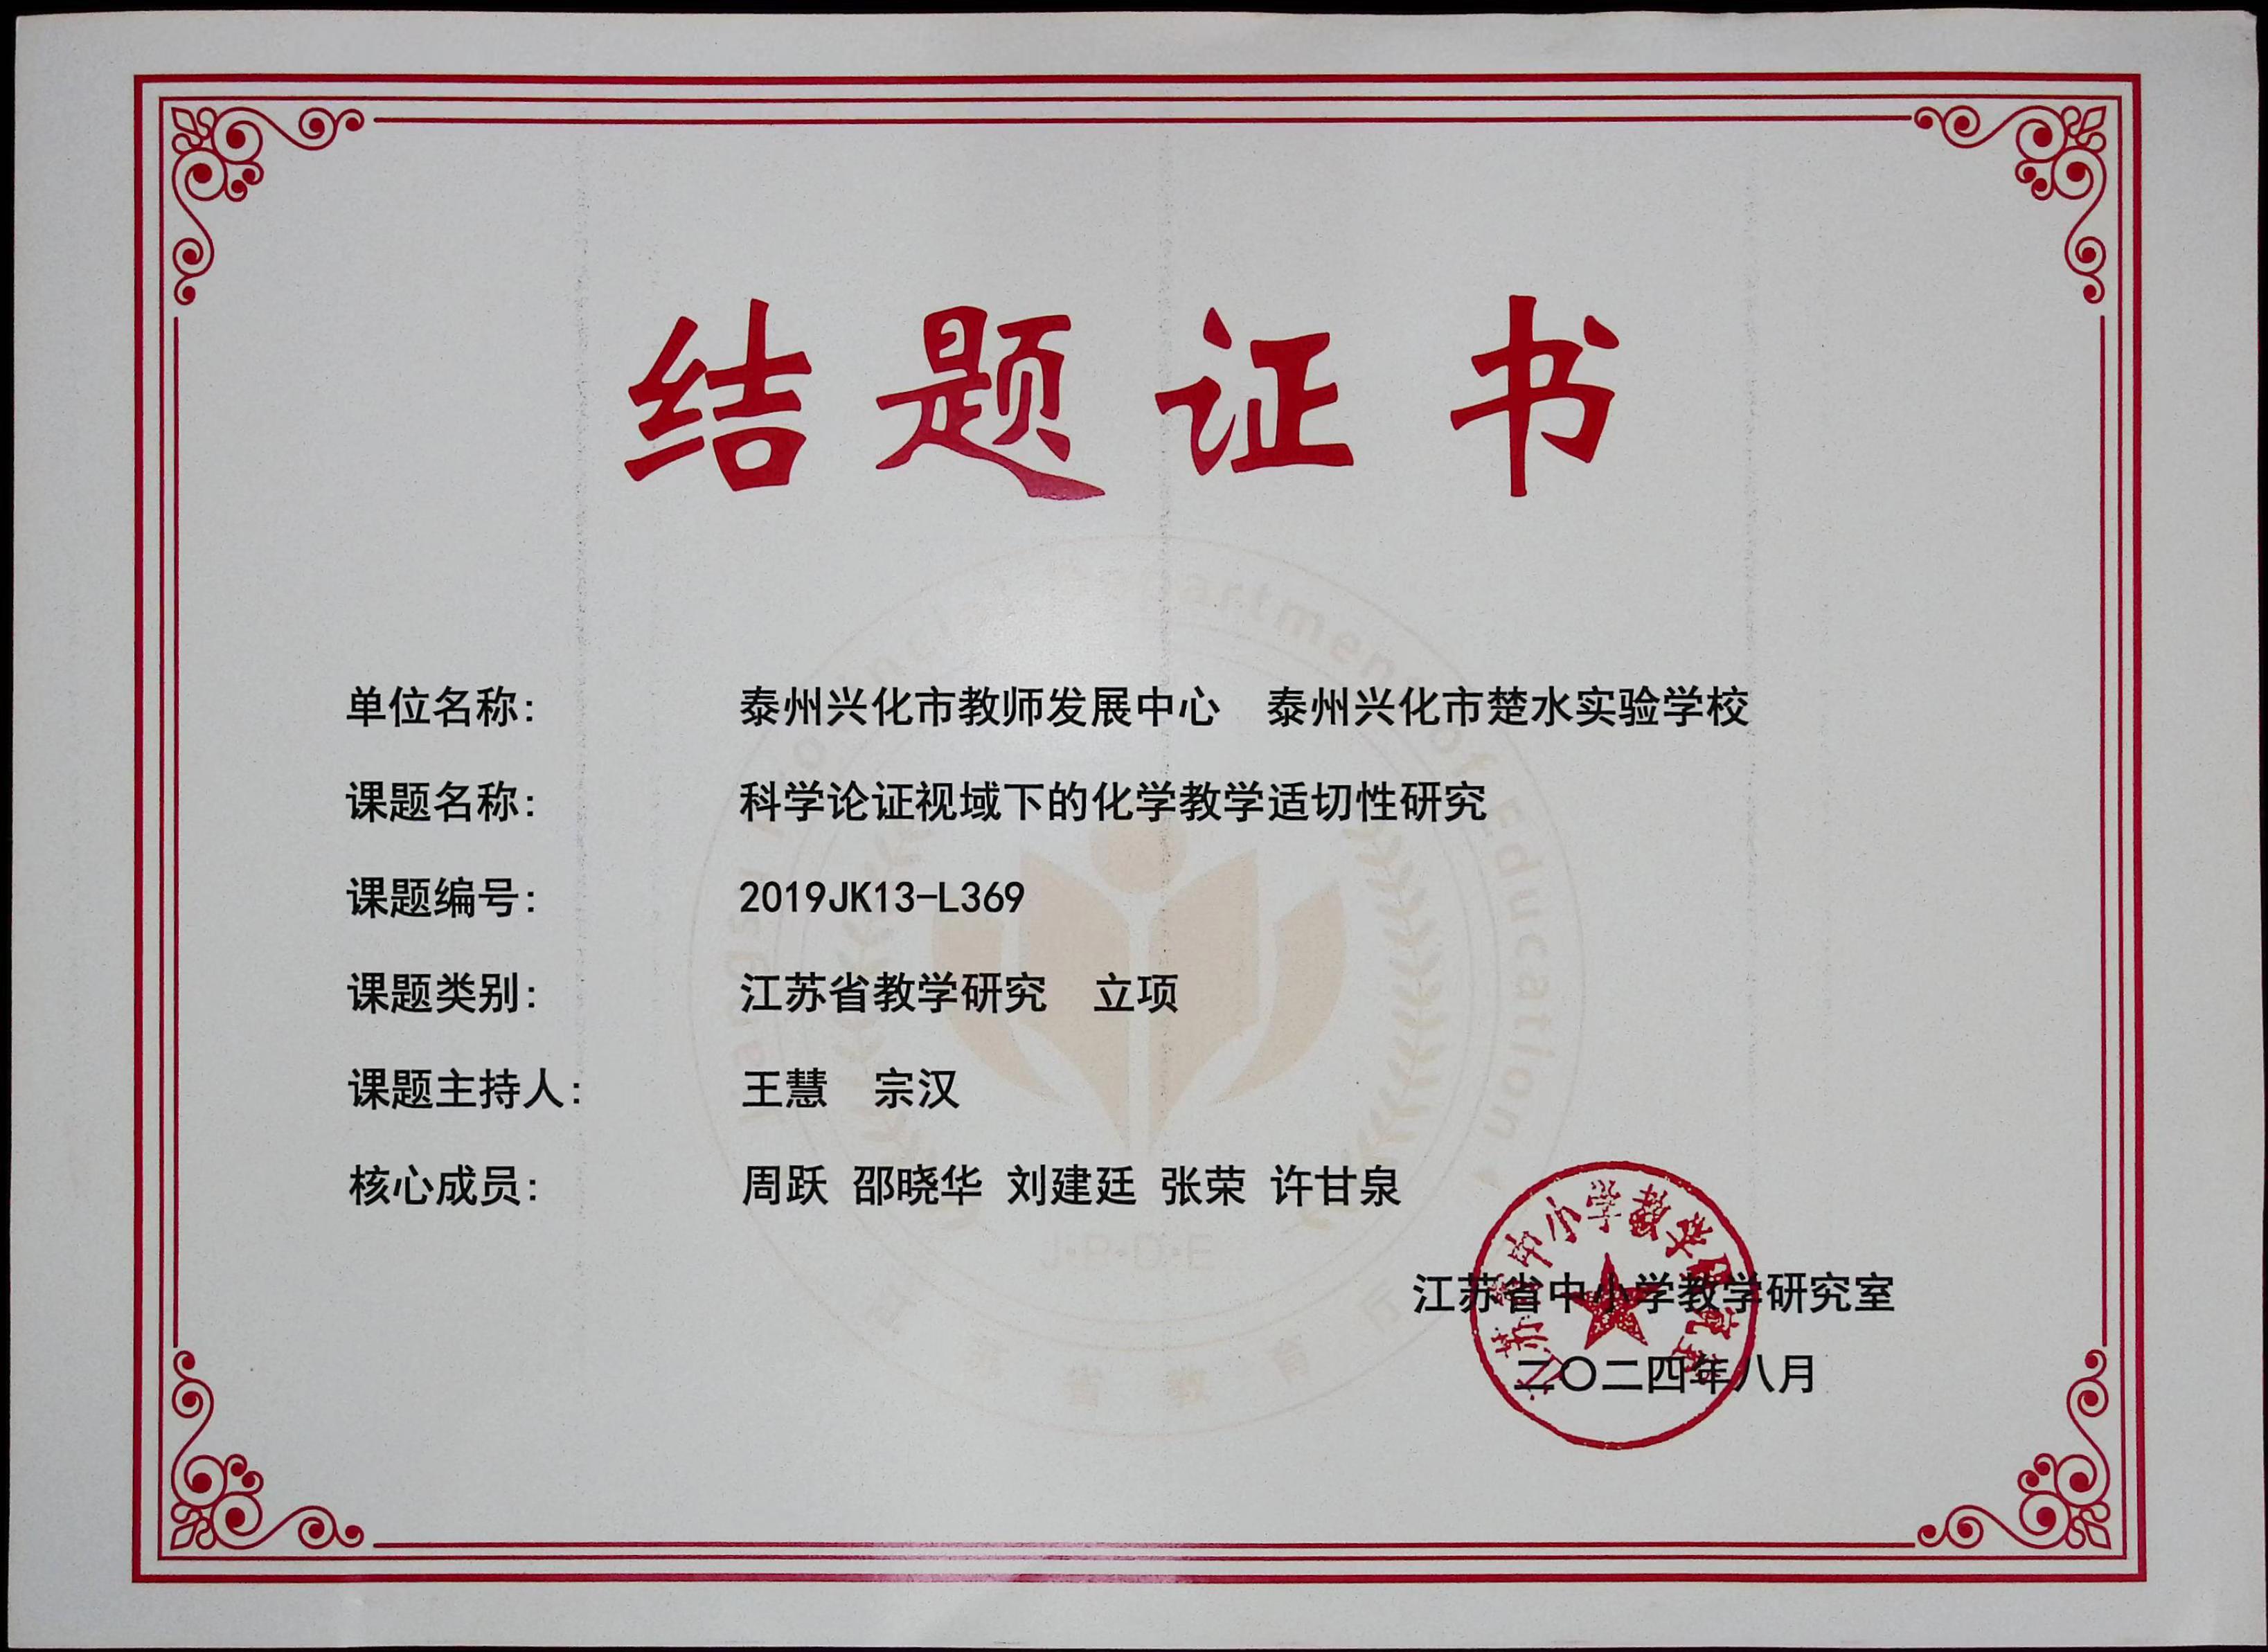 结题证书
单位名称： 泰州兴化市教师发展中心 泰州兴化市楚水实验学校
课题名称： 科学论证视域下的化学教学适切性研究
课题编号： 2019JK13-L369
课题类别： 江苏省教学研究 立项
课题主持人： 王慧 宗汉
核心成员： 周跃 邵晓华 刘建廷 张荣 许甘泉
J·P·D·E
江苏省中小学教学研究室
二〇二四年八月